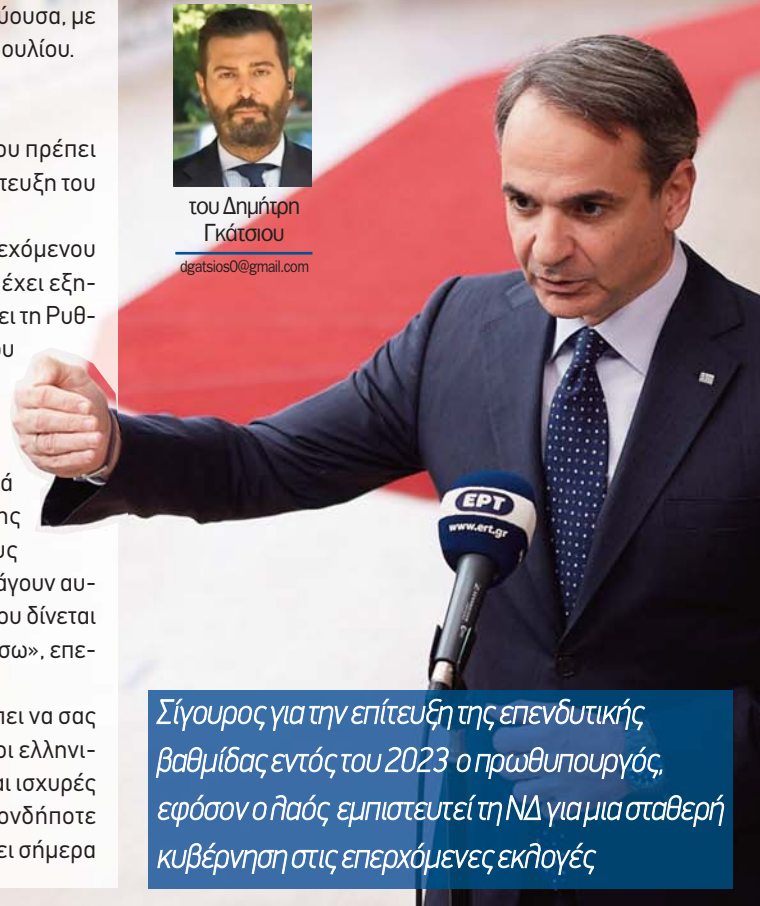 ύουσα, με
ουλίου.
ου πρέπει
τευξη του
εχόμενου
έχει εξη-
ει τη Ρυθ-
ου
ά
ης
υς
άγουν αυ-
ου δίνεται
σω», επε-
πει να σας
οι ελληνι-
αι ισχυρές
ονδήποτε
ει σήμερα
του Δημήτρη
Γκάτσιου
dgatsios0@gmail.com
ΕΡΤ
www.ert.gr
Σίγουρος για την επίτευξη της επενδυτικής
βαθμίδας εντός του 2023 ο πρωθυπουργός,
εφόσον ο λαός εμπιστευτεί τη ΝΔ για μια σταθερή
κυβέρνηση στις επερχόμενες εκλογές